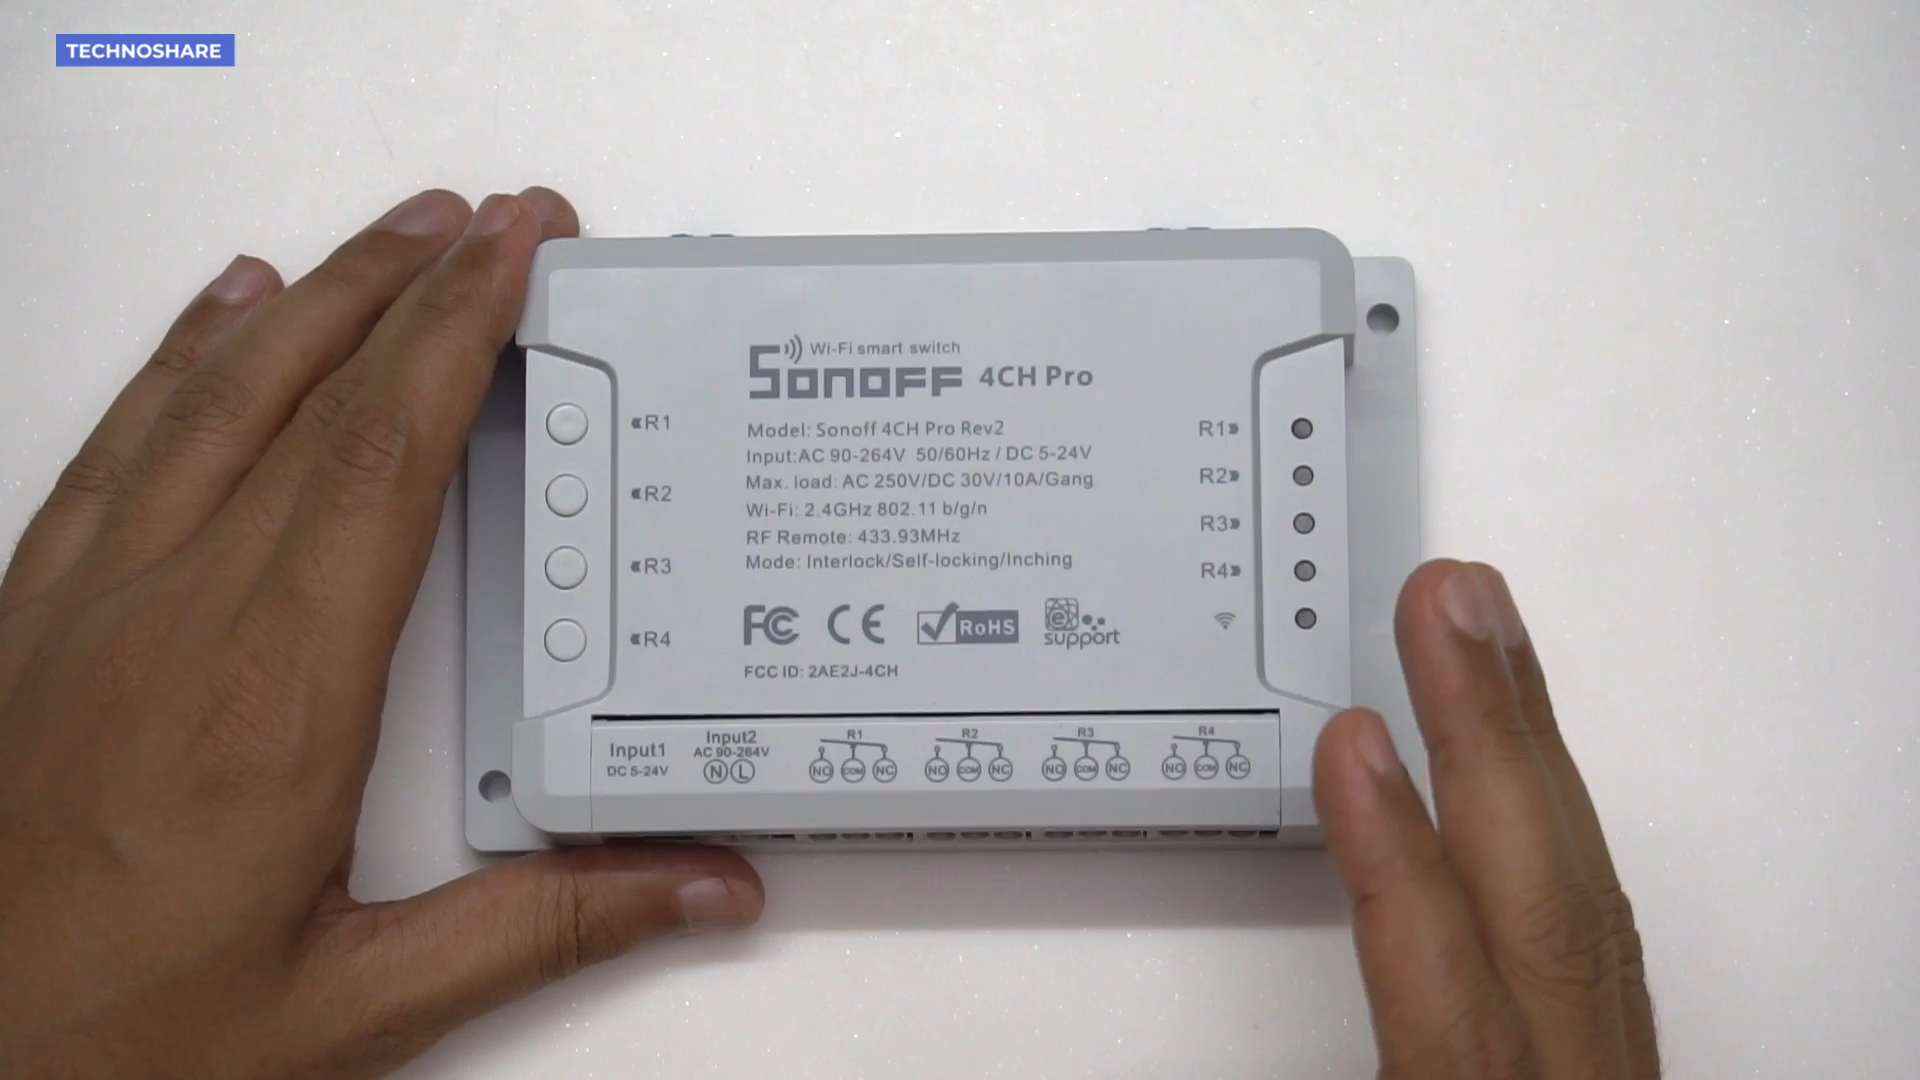 TECHNOSHARE
Wi-Fi smart switch
SONOFF 4CH Pro
Model: Sonoff 4CH Pro Rev2
Input:AC 90-264V 50/60Hz / DC 5-24V
Max. load: AC 250V/DC 30V/10A/Gang
Wi-Fi: 2.4GHz 802.11 b/g/n
RF Remote: 433.93MHz
Mode: Interlock/Self-locking/Inching
R1
R2
R3
R4
R1
R2
R3
R4
FC CE RoHS e support
FCC ID: 2AE2J-4CH
Input1
DC 5-24V
Input2
AC 90-264V
N L
R1
NO COM NC
R2
NO COM NC
R3
NO COM NC
R4
NO COM NC